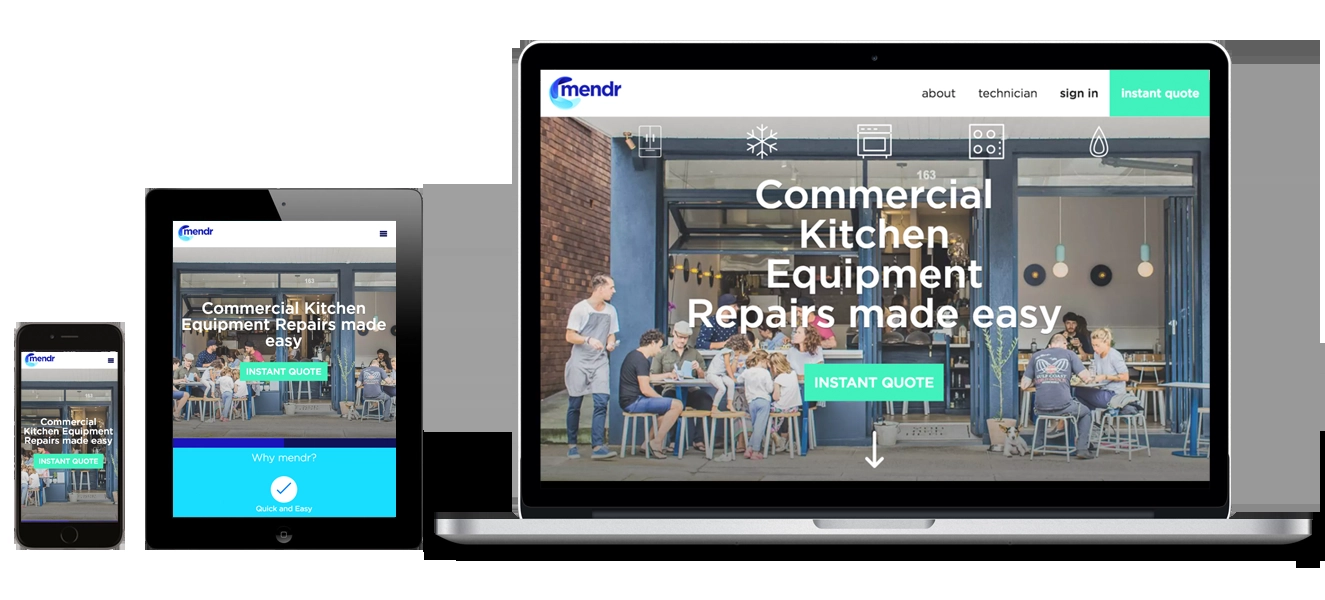 mendr
about
technician
sign in
instant quote
163
Commercial
Kitchen
Equipment
Repairs made easy
INSTANT QUOTE
mendr
163
Commercial Kitchen
Equipment Repairs made
easy
INSTANT QUOTE
Why mendr?
Quick and Easy
mendr
Commercial
Kitchen Equipment
Repairs made easy
INSTANT QUOTE